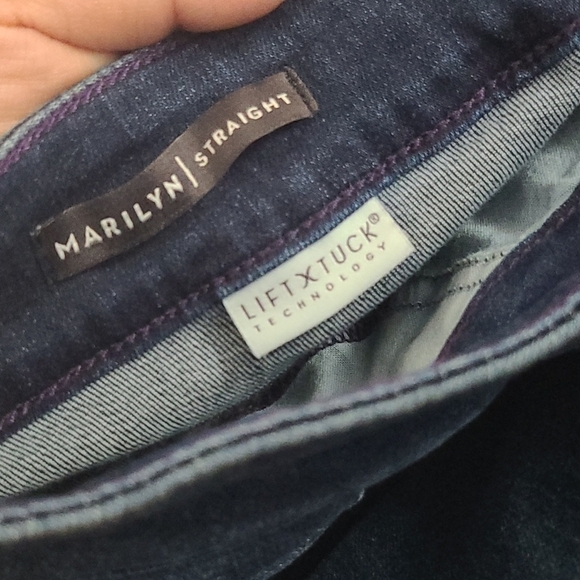 MARILYN | STRAIGHT
LIFT X TUCK®
TECHNOLOGY